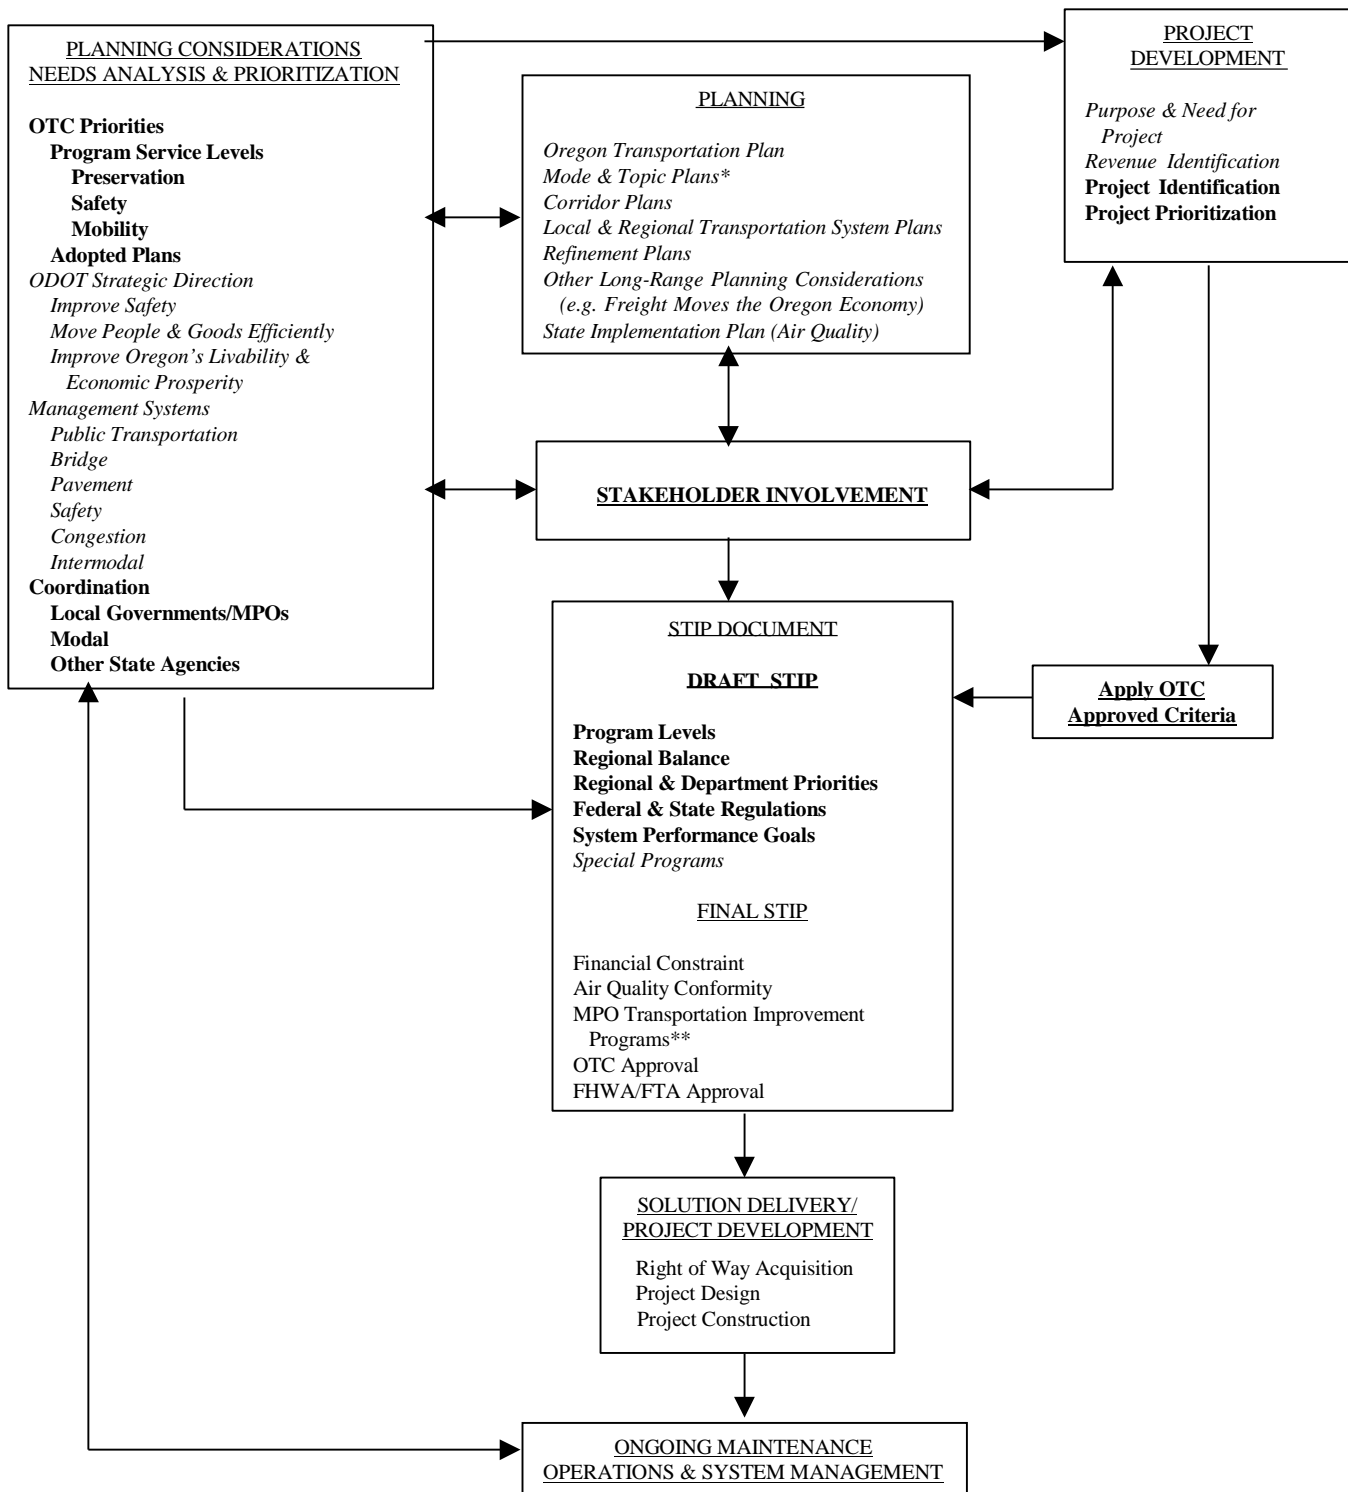 PLANNING CONSIDERATIONS
NEEDS ANALYSIS & PRIORITIZATION
OTC Priorities
Program Service Levels
Preservation
Safety
Mobility
Adopted Plans
ODOT Strategic Direction
Improve Safety
Move People & Goods Efficiently
Improve Oregon's Livability &
Economic Prosperity
Management Systems
Public Transportation
Bridge
Pavement
Safety
Congestion
Intermodal
Coordination
Local Governments/MPOs
Modal
Other State Agencies
PLANNING
Oregon Transportation Plan
Mode & Topic Plans*
Corridor Plans
Local & Regional Transportation System Plans
Refinement Plans
Other Long-Range Planning Considerations
(e.g. Freight Moves the Oregon Economy)
State Implementation Plan (Air Quality)
PROJECT
DEVELOPMENT
Purpose & Need for
Project
Revenue Identification
Project Identification
Project Prioritization
STAKEHOLDER INVOLVEMENT
Apply OTC
Approved Criteria
STIP DOCUMENT
DRAFT STIP
Program Levels
Regional Balance
Regional & Department Priorities
Federal & State Regulations
System Performance Goals
Special Programs
FINAL STIP
Financial Constraint
Air Quality Conformity
MPO Transportation Improvement
Programs**
OTC Approval
FHWA/FTA Approval
SOLUTION DELIVERY/
PROJECT DEVELOPMENT
Right of Way Acquisition
Project Design
Project Construction
ONGOING MAINTENANCE
OPERATIONS & SYSTEM MANAGEMENT